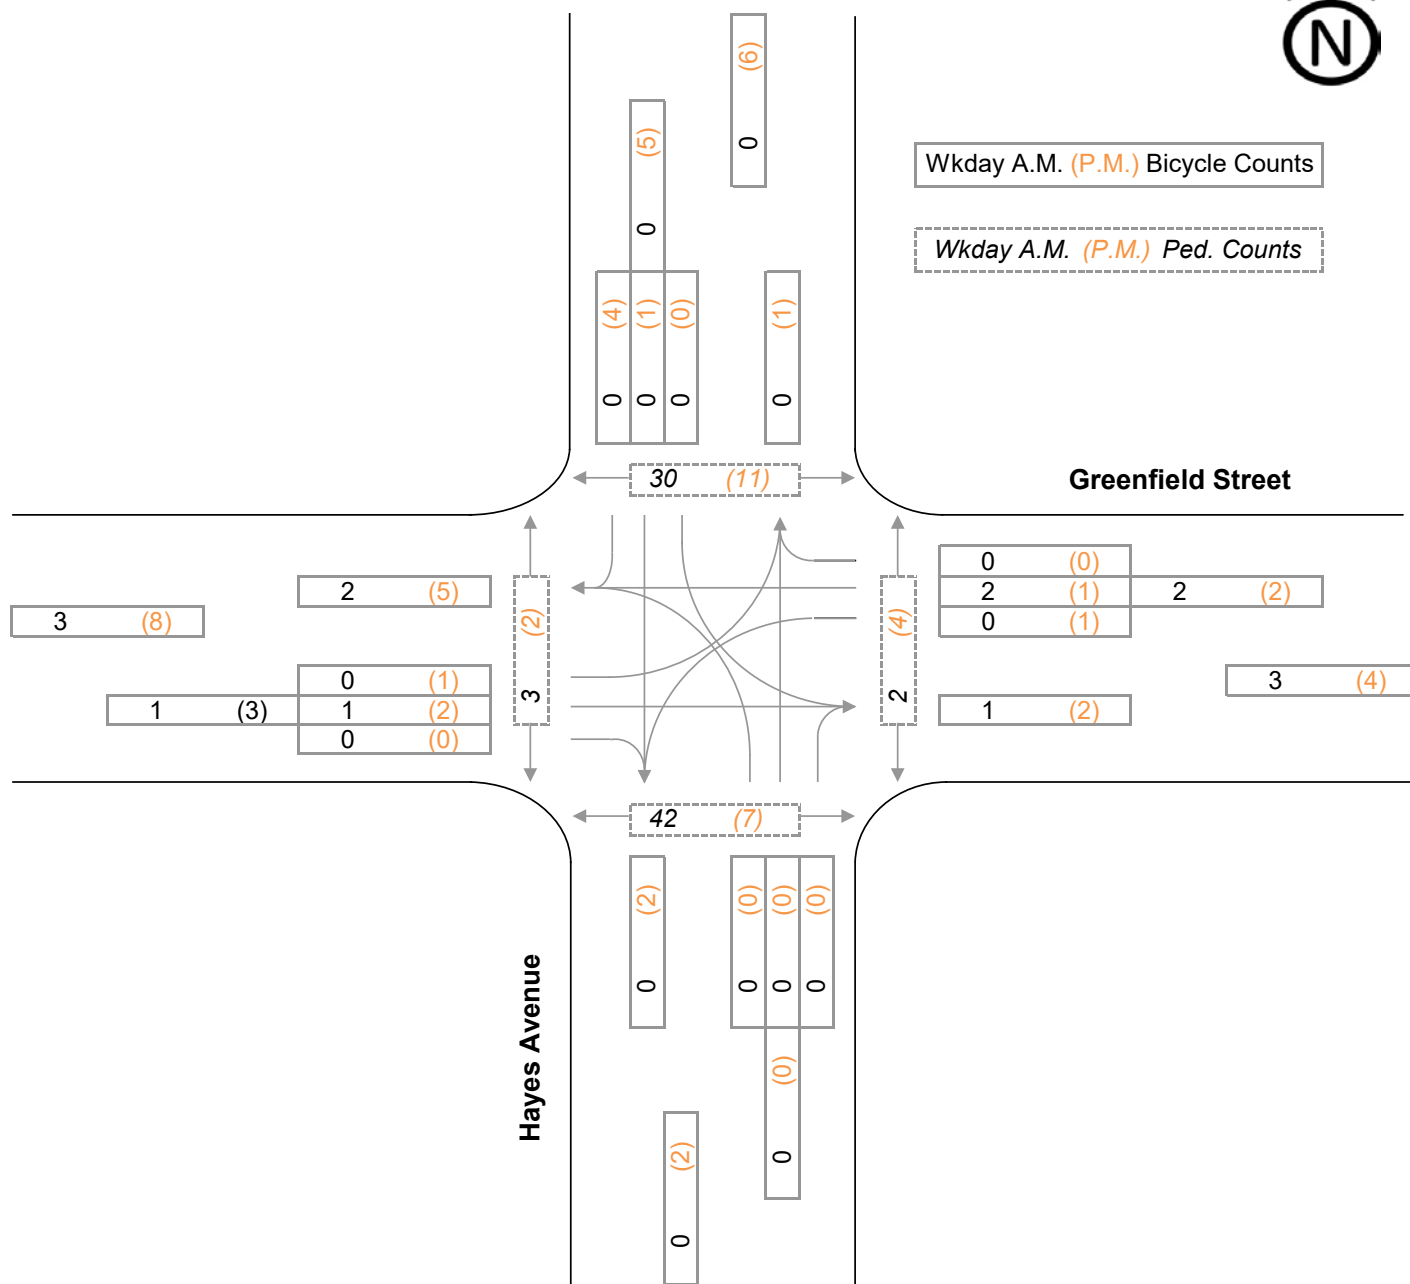 N
(6)
0
(5)
0
Wkday A.M. (P.M.) Bicycle Counts
Wkday A.M. (P.M.) Ped. Counts
(4) (1) (0) (1)
0 0 0 0
30 (11)
Greenfield Street
0 (0)
2 (5)
2 (1) 2 (2)
3 (8)
0 (1)
(2)
3
(4)
2
0 (1)
3 (4)
1 (3) 1 (2)
1 (2)
0 (0)
42 (7)
(2) (0) (0) (0)
0 0 0 0
Hayes Avenue
(0)
0
(2)
0